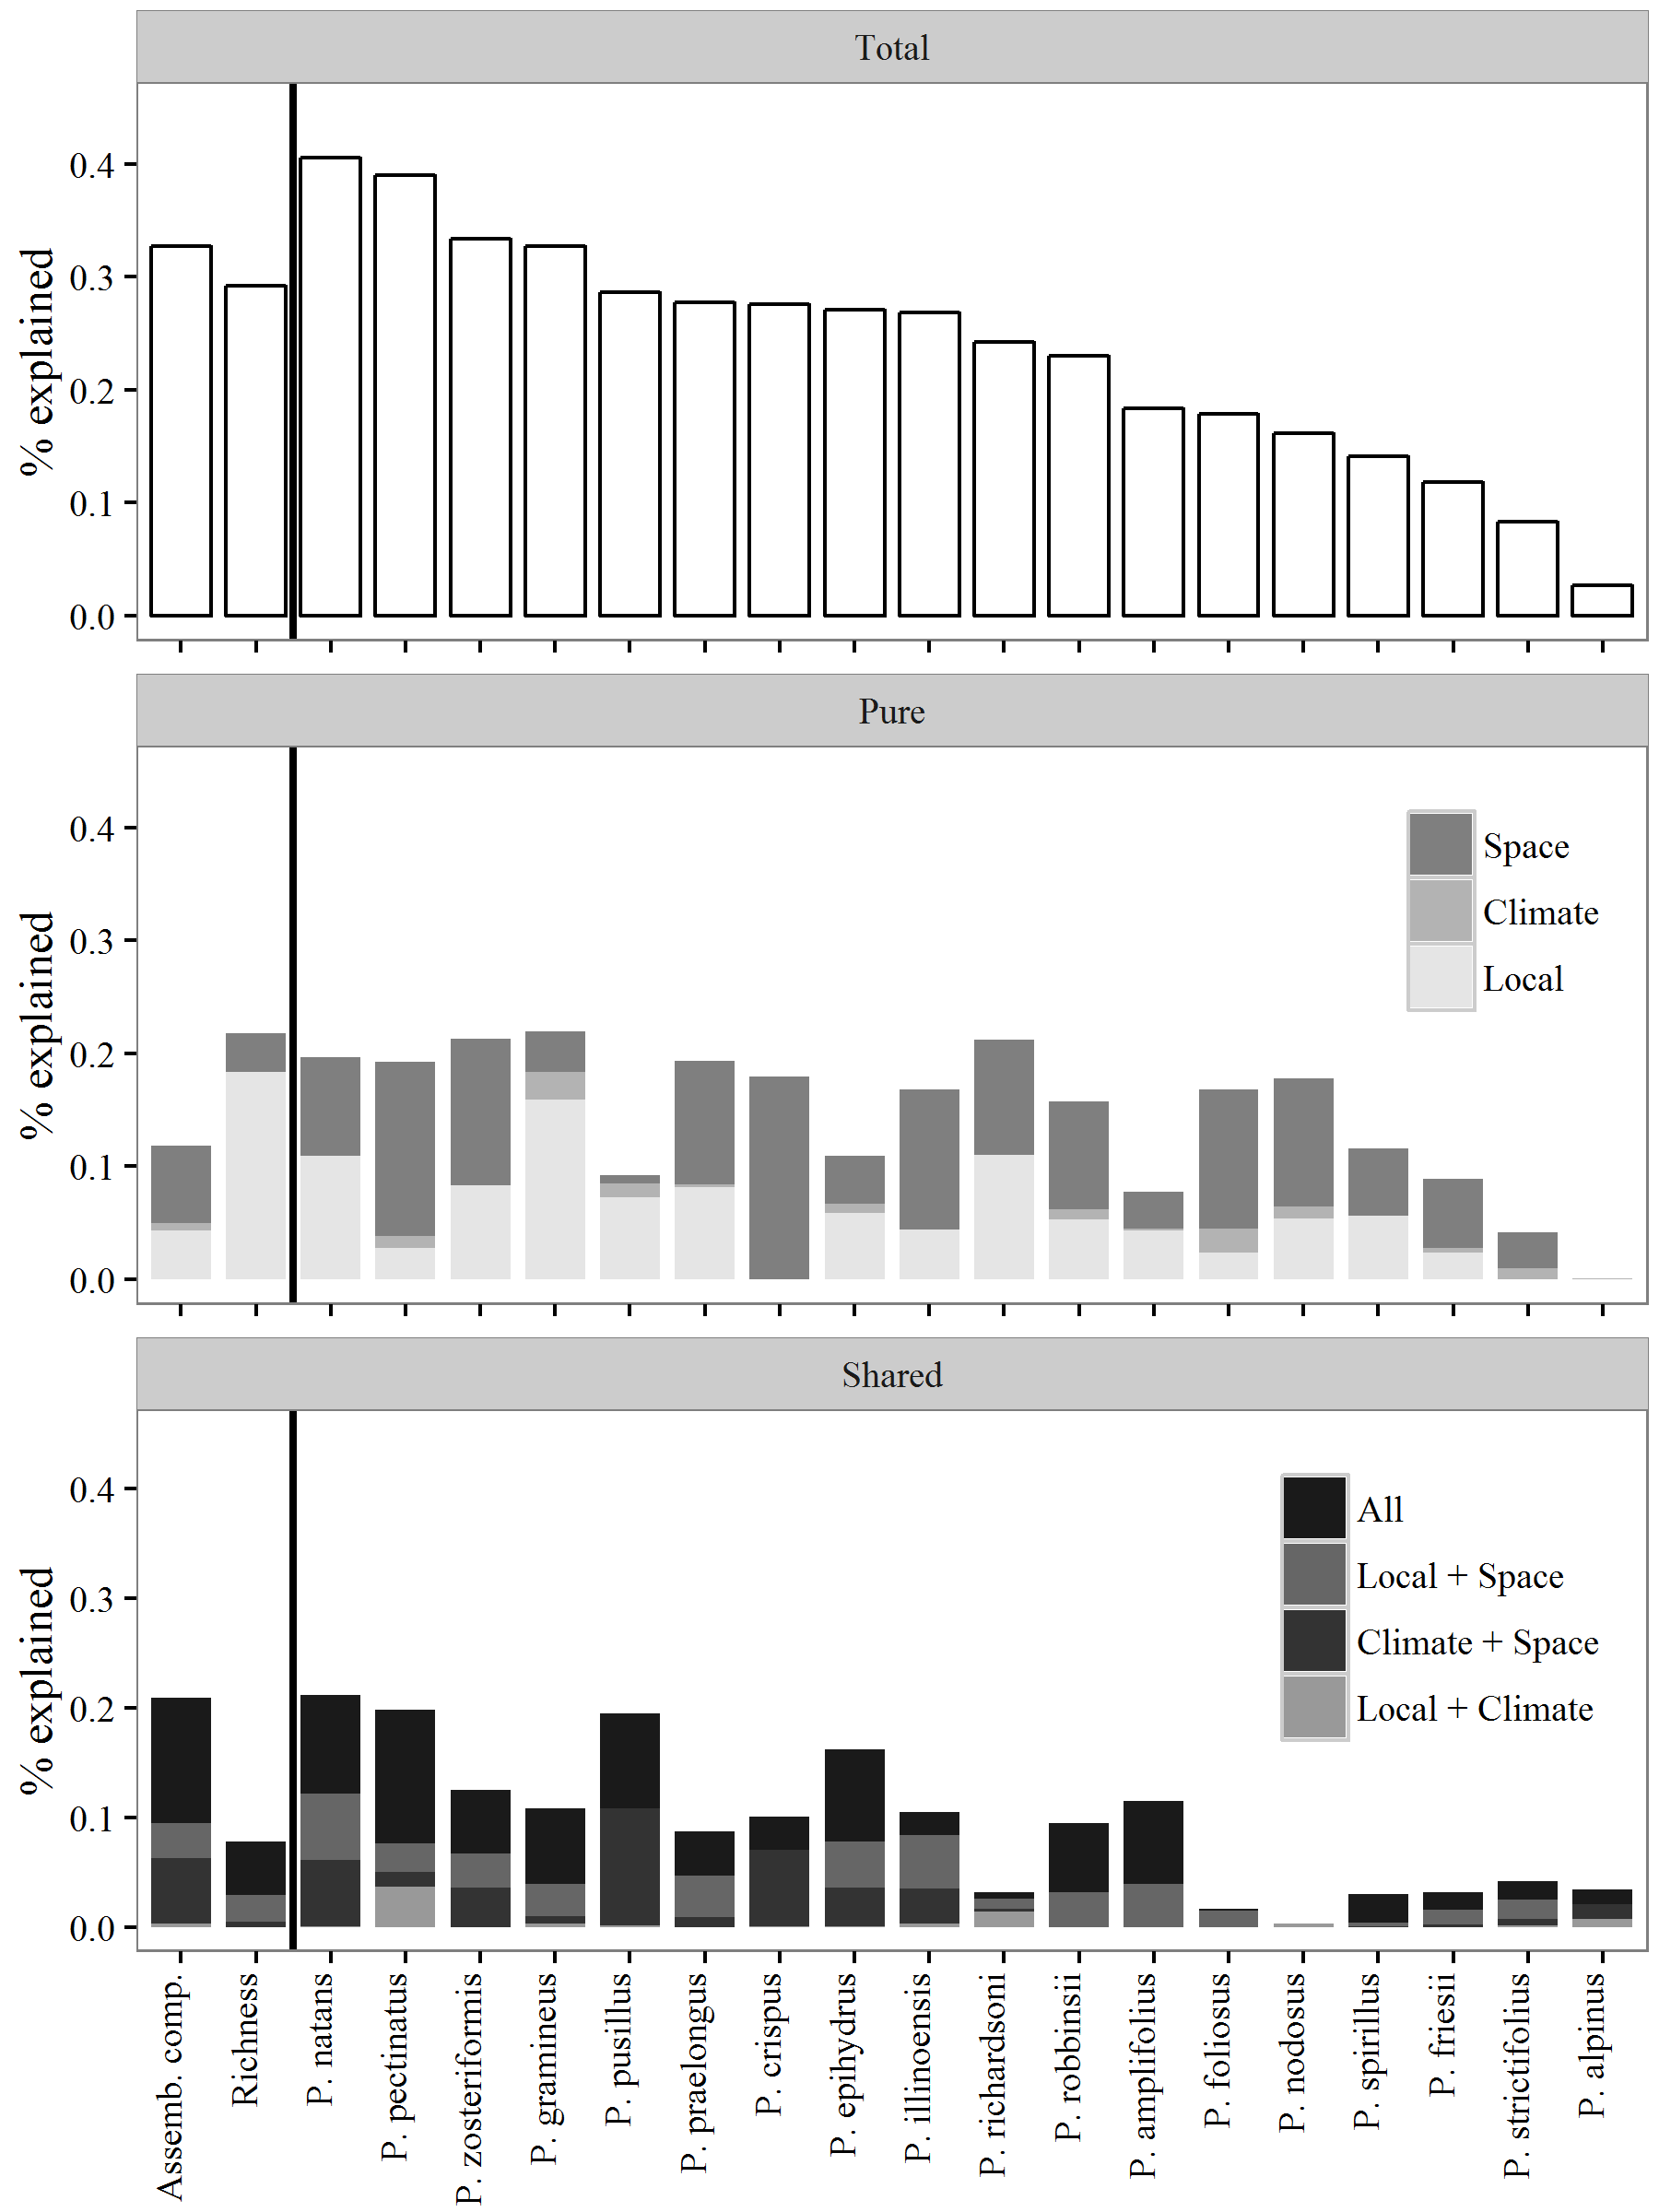 Total
% explained
0.4
0.3
0.2
0.1
0.0
Pure
% explained
0.4
0.3
0.2
0.1
0.0
Space
Climate
Local
Shared
% explained
0.4
0.3
0.2
0.1
0.0
All
Local + Space
Climate + Space
Local + Climate
Assemb. comp.
Richness
P. natans
P. pectinatus
P. zosteriformis
P. gramineus
P. pusillus
P. praelongus
P. crispus
P. epihydrus
P. illinoensis
P. richardsoni
P. robbinsii
P. amplifolius
P. foliosus
P. nodosus
P. spirillus
P. friesii
P. strictifolius
P. alpinus